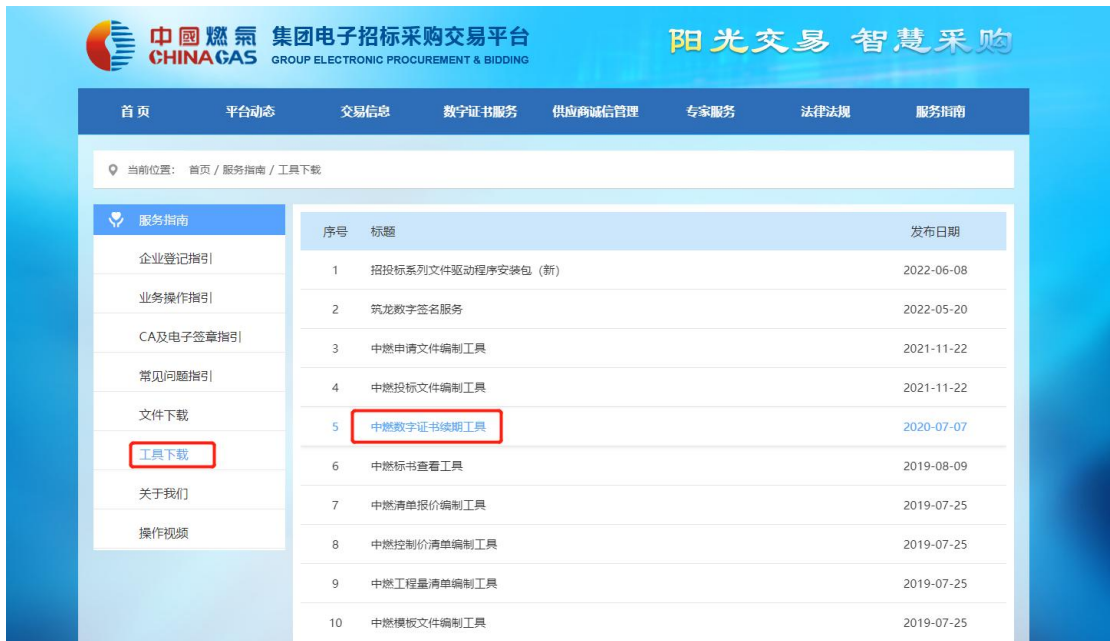 中國燃氣 集团电子招标采购交易平台
CHINAGAS GROUP ELECTRONIC PROCUREMENT & BIDDING
阳光交易 智慧采购
首页 平台动态 交易信息 数字证书服务 供应商诚信管理 专家服务 法律法规 服务指南
当前位置： 首页 / 服务指南 / 工具下载
服务指南
企业登记指引
业务操作指引
CA及电子签章指引
常见问题指引
文件下载
工具下载
关于我们
操作视频
序号 标题 发布日期
1 招投标系列文件驱动程序安装包（新） 2022-06-08
2 筑龙数字签名服务 2022-05-20
3 中燃申请文件编制工具 2021-11-22
4 中燃投标文件编制工具 2021-11-22
5 中燃数字证书续期工具 2020-07-07
6 中燃标书查看工具 2019-08-09
7 中燃清单报价编制工具 2019-07-25
8 中燃控制价清单编制工具 2019-07-25
9 中燃工程量清单编制工具 2019-07-25
10 中燃模板文件编制工具 2019-07-25